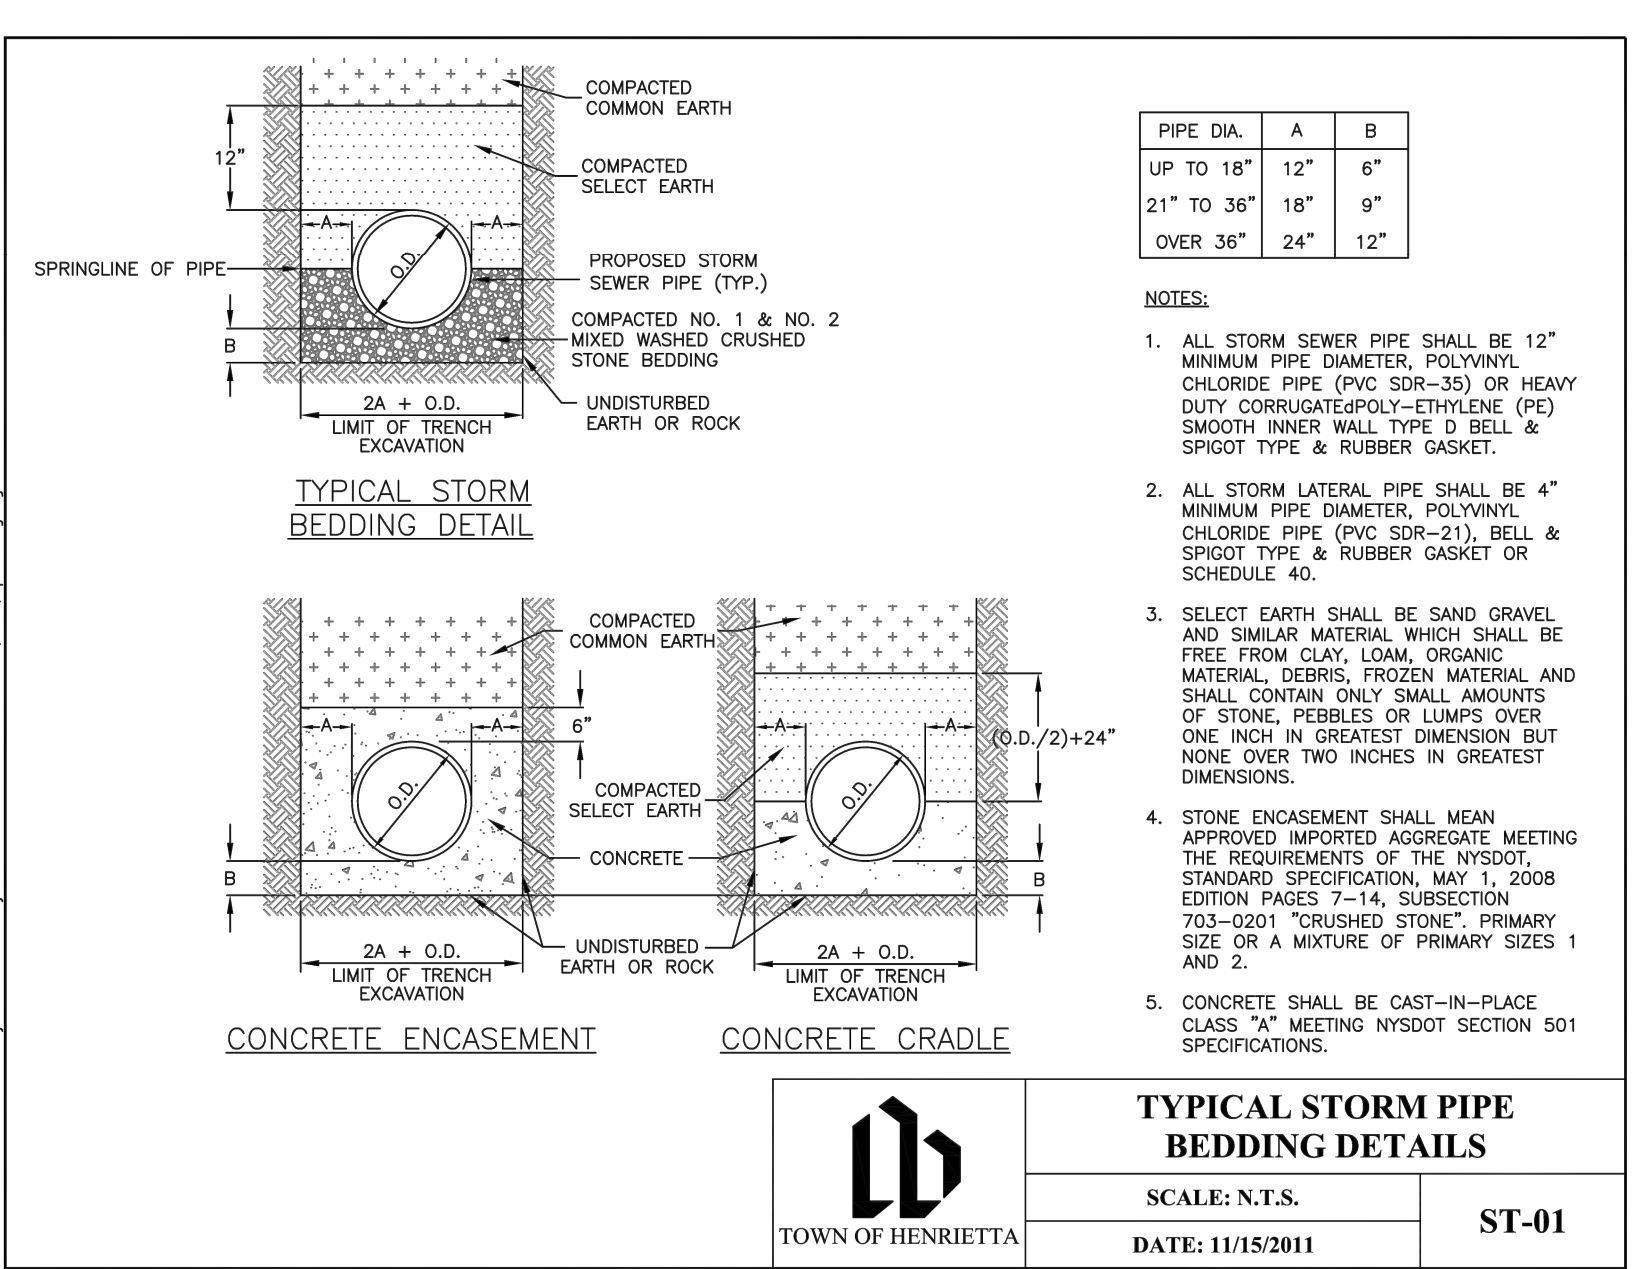 COMPACTED
COMMON EARTH
12"
COMPACTED
SELECT EARTH
A
A
O.D.
SPRINGLINE OF PIPE
PROPOSED STORM
SEWER PIPE (TYP.)
COMPACTED NO. 1 & NO. 2
MIXED WASHED CRUSHED
STONE BEDDING
B
2A + O.D.
LIMIT OF TRENCH
EXCAVATION
UNDISTURBED
EARTH OR ROCK
TYPICAL STORM
BEDDING DETAIL
COMPACTED
COMMON EARTH
A
A
6"
O.D.
COMPACTED
SELECT EARTH
CONCRETE
B
2A + O.D.
LIMIT OF TRENCH
EXCAVATION
UNDISTURBED
EARTH OR ROCK
CONCRETE ENCASEMENT
A
A
(O.D./2)+24"
O.D.
B
2A + O.D.
LIMIT OF TRENCH
EXCAVATION
CONCRETE CRADLE
PIPE DIA. A B
UP TO 18" 12" 6"
21" TO 36" 18" 9"
OVER 36" 24" 12"
NOTES:
1. ALL STORM SEWER PIPE SHALL BE 12"
MINIMUM PIPE DIAMETER, POLYVINYL
CHLORIDE PIPE (PVC SDR-35) OR HEAVY
DUTY CORRUGATEdPOLY-ETHYLENE (PE)
SMOOTH INNER WALL TYPE D BELL &
SPIGOT TYPE & RUBBER GASKET.
2. ALL STORM LATERAL PIPE SHALL BE 4"
MINIMUM PIPE DIAMETER, POLYVINYL
CHLORIDE PIPE (PVC SDR-21), BELL &
SPIGOT TYPE & RUBBER GASKET OR
SCHEDULE 40.
3. SELECT EARTH SHALL BE SAND GRAVEL
AND SIMILAR MATERIAL WHICH SHALL BE
FREE FROM CLAY, LOAM, ORGANIC
MATERIAL, DEBRIS, FROZEN MATERIAL AND
SHALL CONTAIN ONLY SMALL AMOUNTS
OF STONE, PEBBLES OR LUMPS OVER
ONE INCH IN GREATEST DIMENSION BUT
NONE OVER TWO INCHES IN GREATEST
DIMENSIONS.
4. STONE ENCASEMENT SHALL MEAN
APPROVED IMPORTED AGGREGATE MEETING
THE REQUIREMENTS OF THE NYSDOT,
STANDARD SPECIFICATION, MAY 1, 2008
EDITION PAGES 7-14, SUBSECTION
703-0201 "CRUSHED STONE". PRIMARY
SIZE OR A MIXTURE OF PRIMARY SIZES 1
AND 2.
5. CONCRETE SHALL BE CAST-IN-PLACE
CLASS "A" MEETING NYSDOT SECTION 501
SPECIFICATIONS.
TOWN OF HENRIETTA
TYPICAL STORM PIPE
BEDDING DETAILS
SCALE: N.T.S.
DATE: 11/15/2011
ST-01